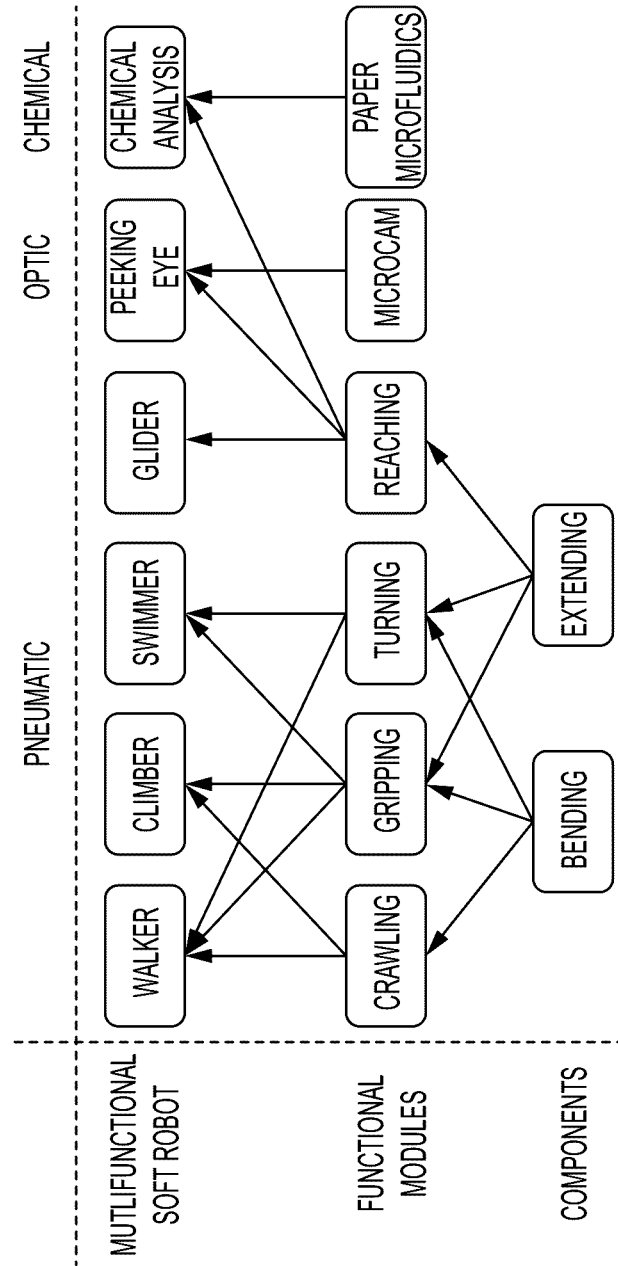 PNEUMATIC
OPTIC
CHEMICAL
MUTLIFUNCTIONAL
SOFT ROBOT
WALKER
CLIMBER
SWIMMER
GLIDER
PEEKING
EYE
CHEMICAL
ANALYSIS
FUNCTIONAL
MODULES
CRAWLING
GRIPPING
TURNING
REACHING
MICROCAM
PAPER
MICROFLUIDICS
COMPONENTS
BENDING
EXTENDING